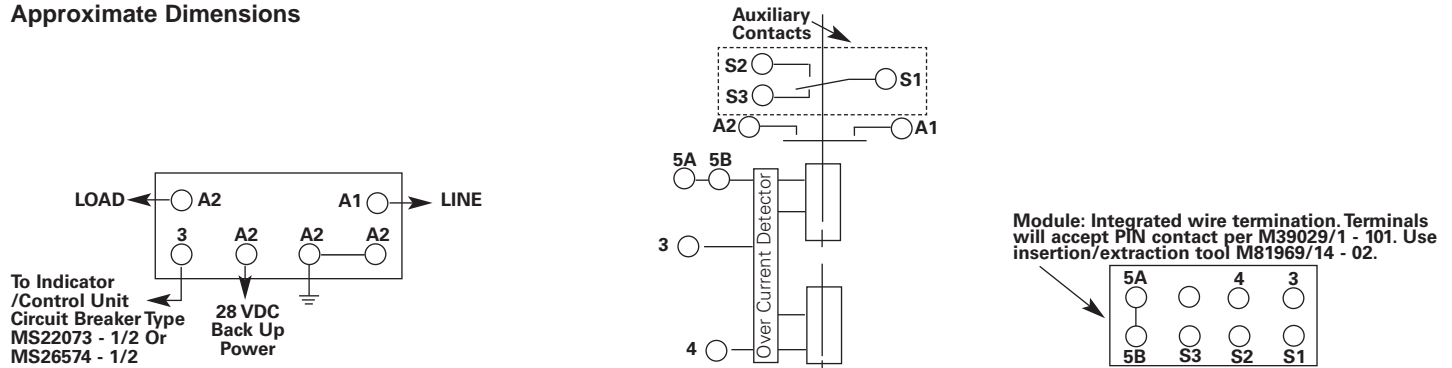 Approximate Dimensions
LOAD
A2
A1
LINE
3
A2
A2
A2
To Indicator
/Control Unit
Circuit Breaker Type
MS22073 - 1/2 Or
MS26574 - 1/2
28 VDC
Back Up
Power
Auxiliary
Contacts
S2
S3
S1
A2
A1
5A
5B
3
4
Over Current Detector
Module: Integrated wire termination. Terminals
will accept PIN contact per M39029/1 - 101. Use
insertion/extraction tool M81969/14 - 02.
5A
4
3
5B
S3
S2
S1